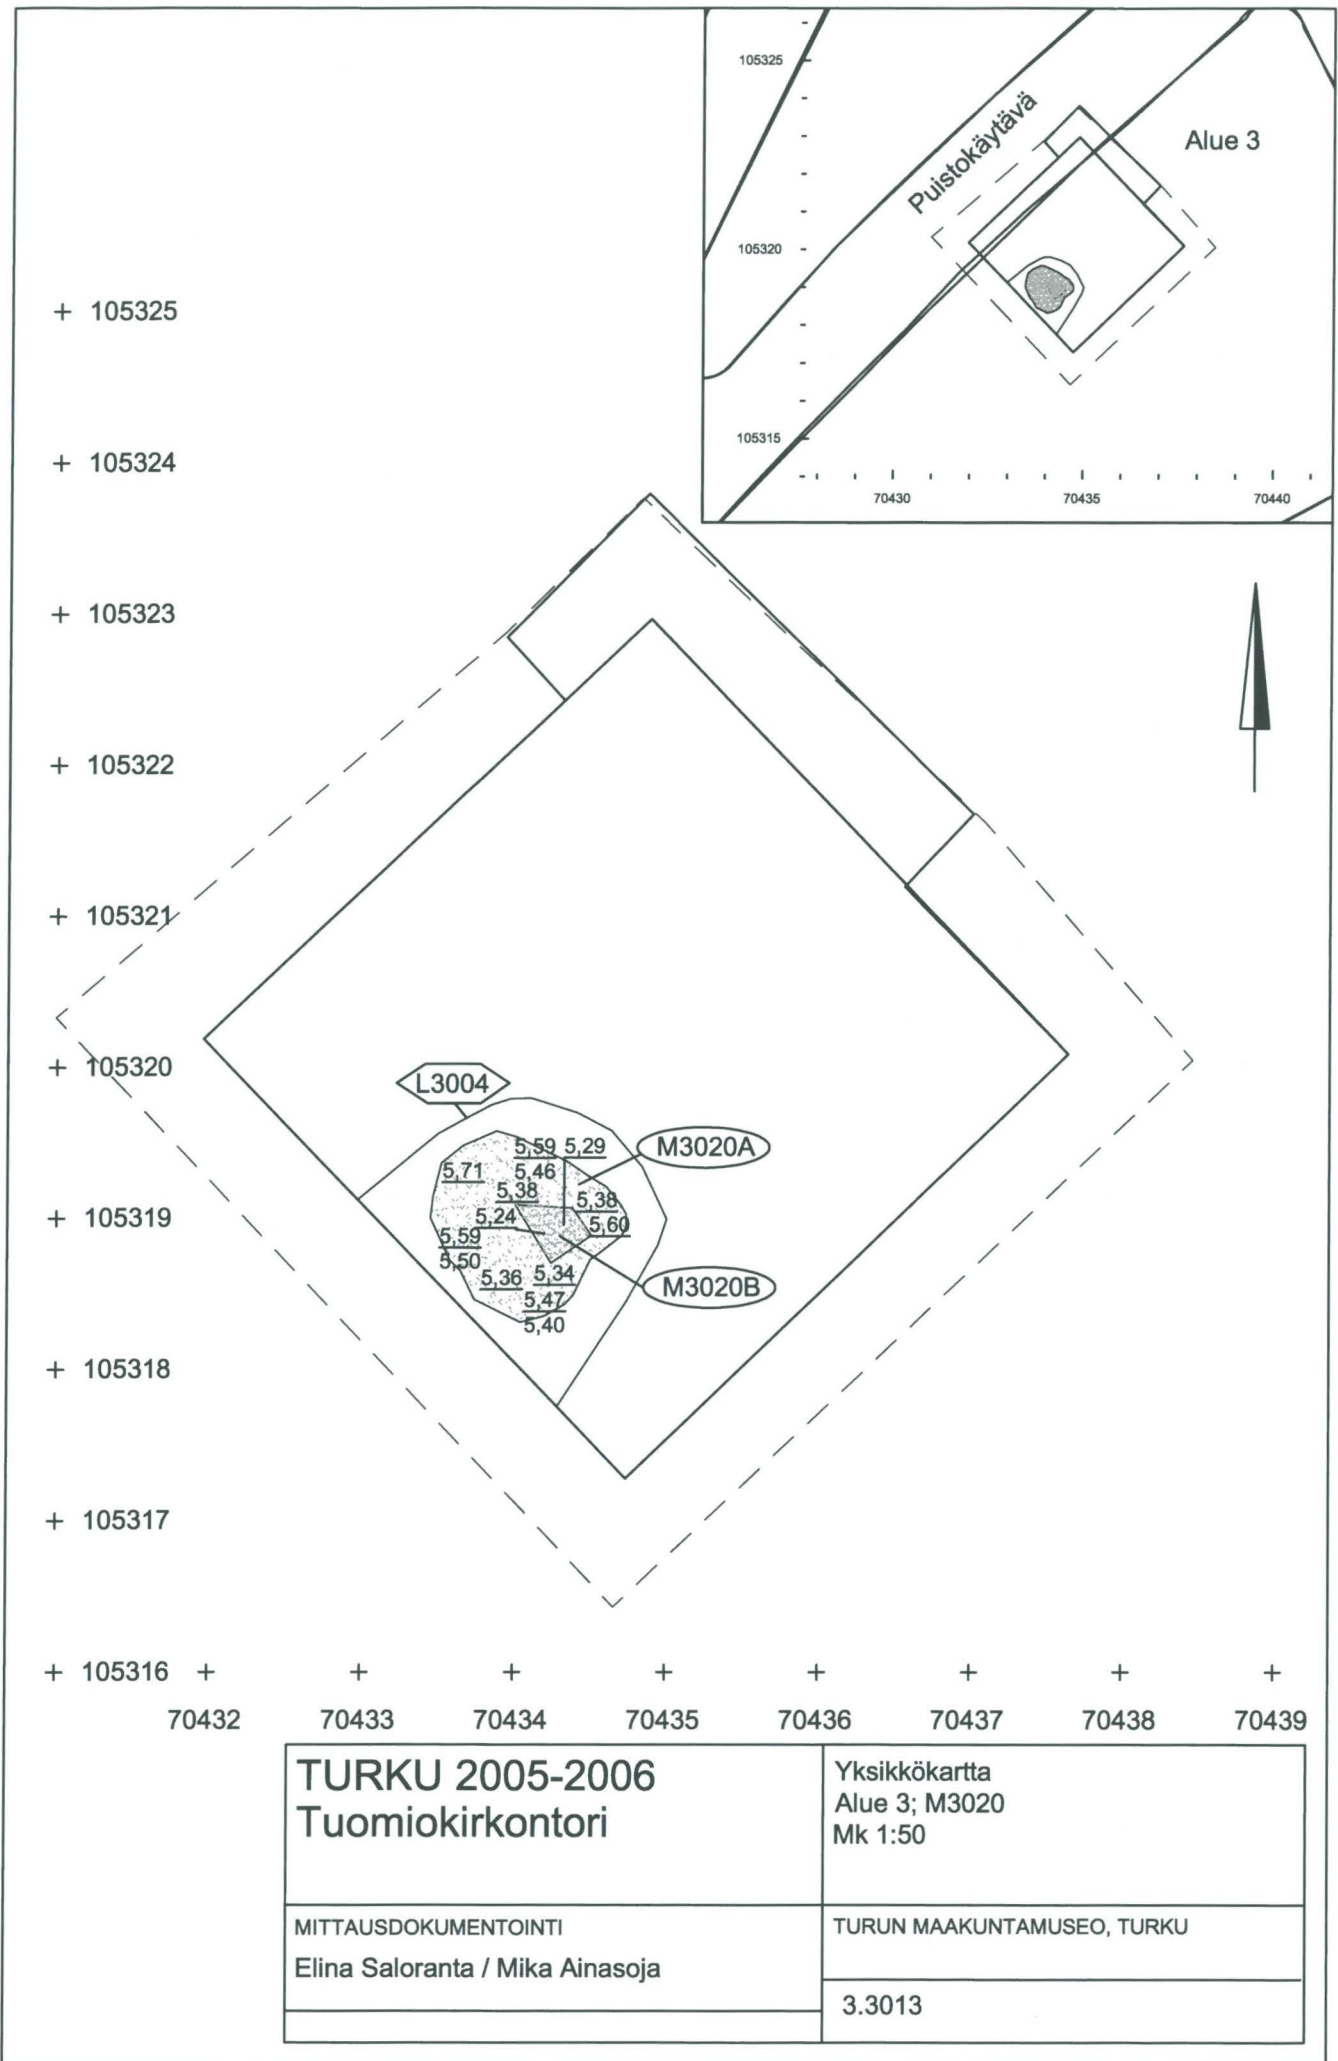 105325
105320
105315
70430
70435
70440
Puistokäytävä
Alue 3
+ 105325
+ 105324
+ 105323
+ 105322
+ 105321
+ 105320
+ 105319
+ 105318
+ 105317
+ 105316
L3004
M3020A
M3020B
5,59 5,29
5,46
5,71
5,38
5,38
5,24
5,60
5,59
5,50
5,36
5,34
5,47
5,40
70432
70433
70434
70435
70436
70437
70438
70439
TURKU 2005-2006
Tuomiokirkontori
Yksikkökartta
Alue 3; M3020
Mk 1:50
MITTAUSDOKUMENTOINTI
Elina Saloranta / Mika Ainasoja
TURUN MAAKUNTAMUSEO, TURKU
3.3013